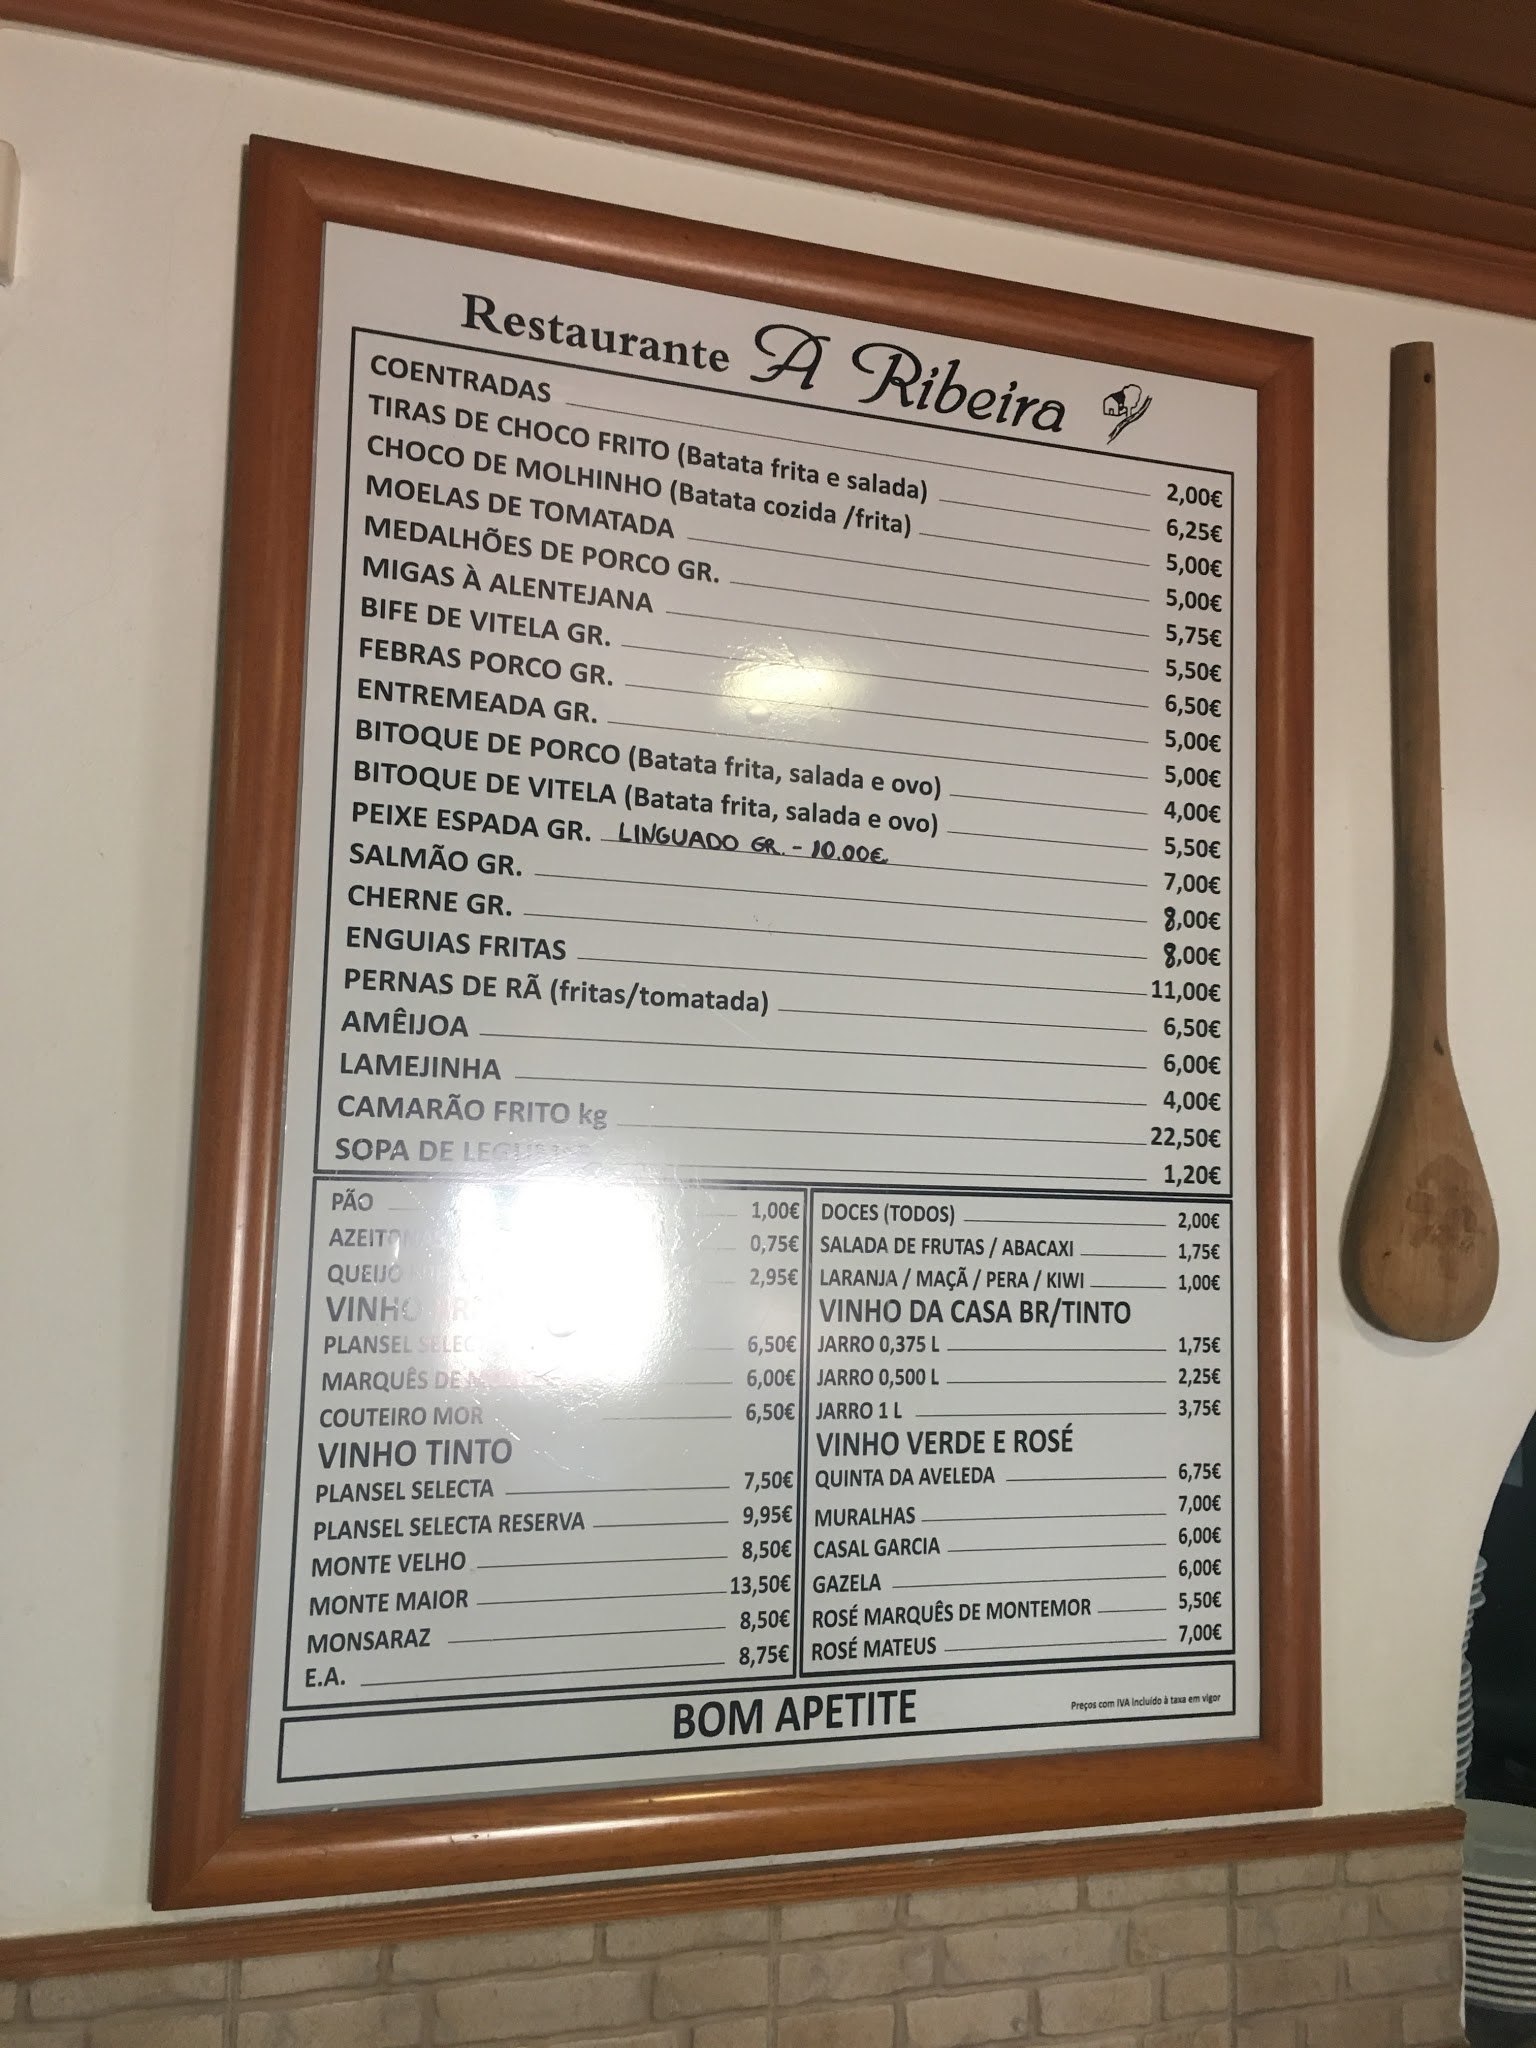 Restaurante A Ribeira
COENTRADAS 2,00€
TIRAS DE CHOCO FRITO (Batata frita e salada) 6,25€
CHOCO DE MOLHINHO (Batata cozida /frita) 5,00€
MOELAS DE TOMATADA 5,00€
MEDALHÕES DE PORCO GR. 5,75€
MIGAS À ALENTEJANA 5,50€
BIFE DE VITELA GR. 6,50€
FEBRAS PORCO GR. 5,00€
ENTREMEADA GR. 5,00€
BITOQUE DE PORCO (Batata frita, salada e ovo) 4,00€
BITOQUE DE VITELA (Batata frita, salada e ovo) 5,50€
PEIXE ESPADA GR. LINGUADO GR. - 10.00€ 7,00€
SALMÃO GR. 8,00€
CHERNE GR. 8,00€
ENGUIAS FRITAS 11,00€
PERNAS DE RÃ (fritas/tomatada) 6,50€
AMÊIJOA 6,00€
LAMEJINHA 4,00€
CAMARÃO FRITO kg 22,50€
SOPA DE LEGUMES 1,20€
PÃO 1,00€
0,75€
QUEIJO 2,95€
VINHO
PLANSEL 6,50€
MARQUÊS DE 6,00€
COUTEIRO MOR 6,50€
VINHO TINTO
PLANSEL SELECTA 7,50€
PLANSEL SELECTA RESERVA 9,95€
MONTE VELHO 8,50€
MONTE MAIOR 13,50€
MONSARAZ 8,50€
E.A. 8,75€
DOCES (TODOS) 2,00€
SALADA DE FRUTAS / ABACAXI 1,75€
LARANJA / MAÇÃ / PERA / KIWI 1,00€
VINHO DA CASA BR/TINTO
JARRO 0,375 L 1,75€
JARRO 0,500 L 2,25€
JARRO 1 L 3,75€
VINHO VERDE E ROSÉ
QUINTA DA AVELEDA 6,75€
MURALHAS 7,00€
CASAL GARCIA 6,00€
GAZELA 6,00€
ROSÉ MARQUÊS DE MONTEMOR 5,50€
ROSÉ MATEUS 7,00€
BOM APETITE
Preços com IVA incluído à taxa em vigor